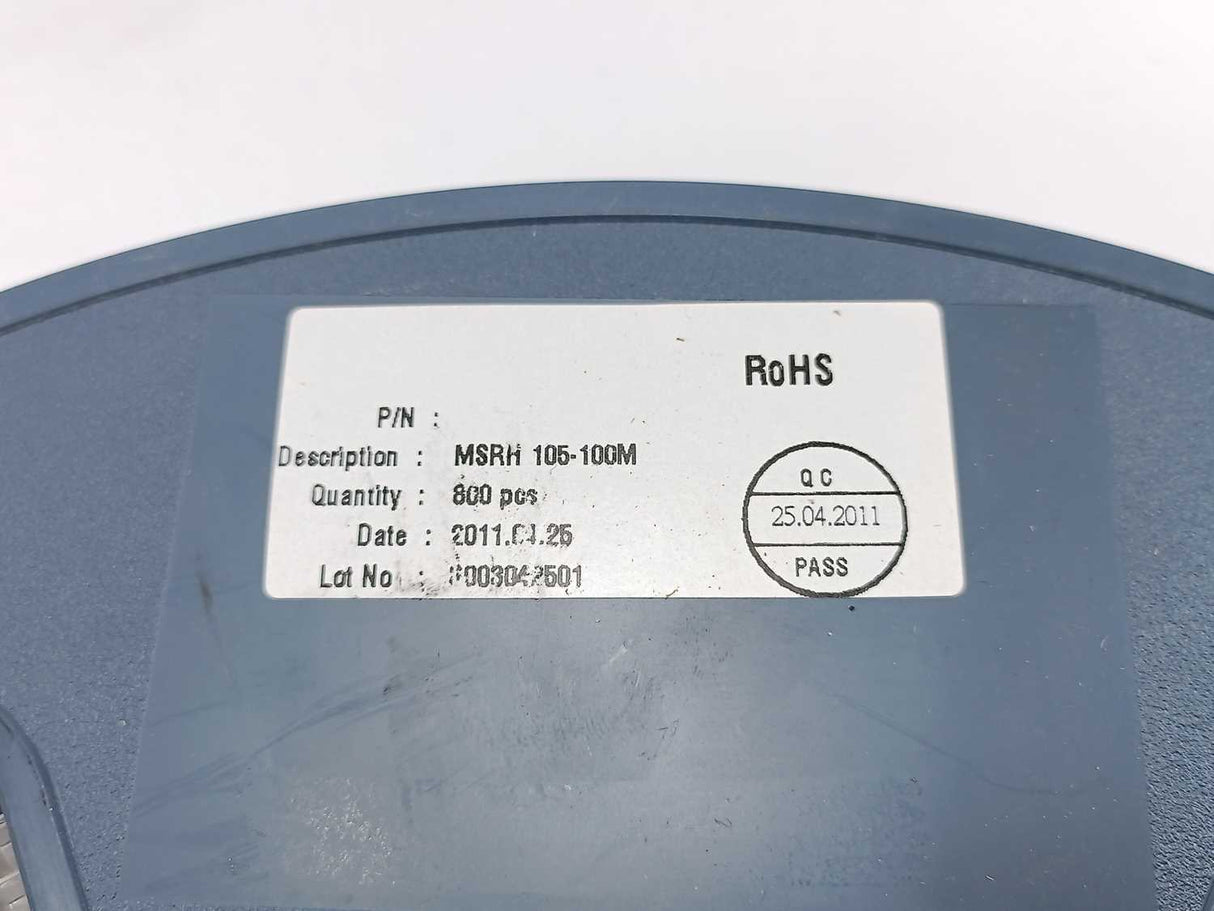 RoHS
P/N :
Description : MSRH 105-100M
Quantity : 800 pcs
Date : 2011.04.25
Lot No :
QC
25.04.2011
PASS